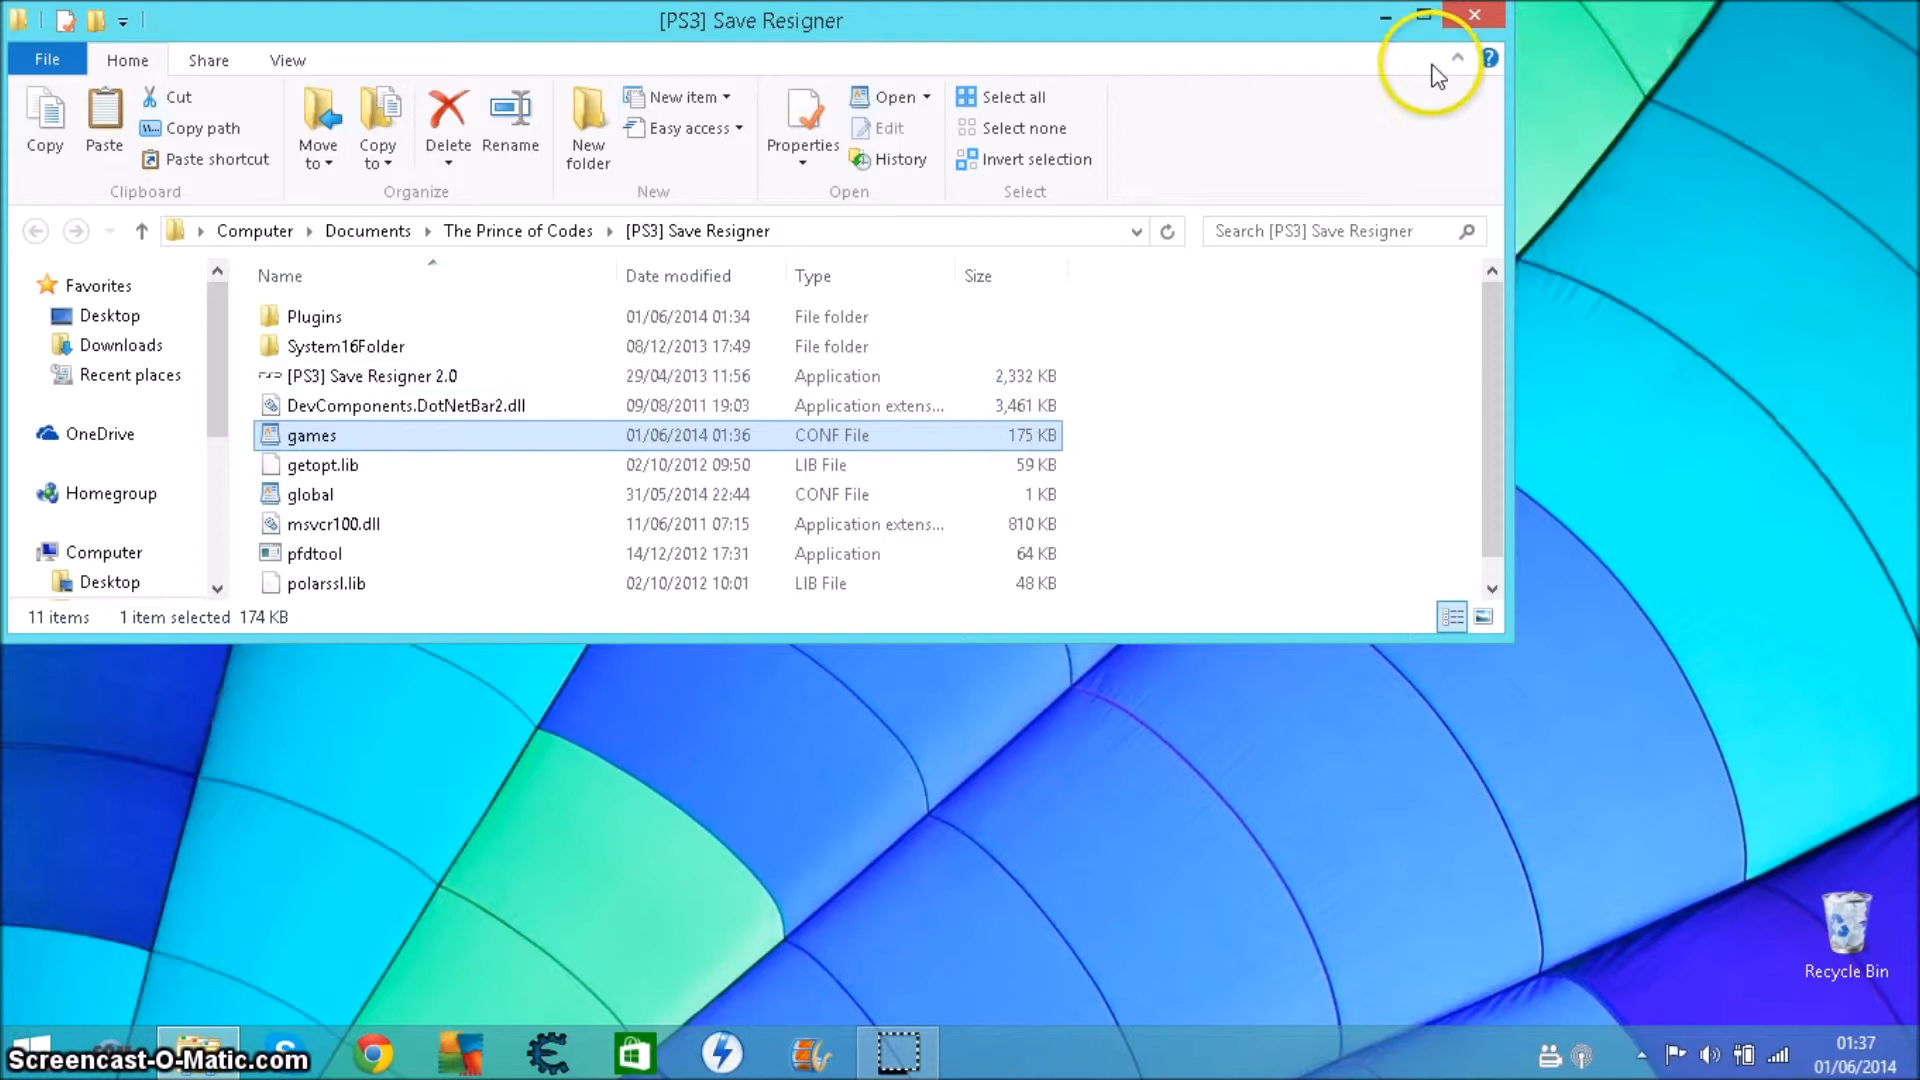 [PS3] Save Resigner
File Home Share View
Copy
Paste
Cut
Copy path
Paste shortcut
Clipboard
Move to
Copy to
Delete
Rename
Organize
New folder
New item
Easy access
New
Properties
Open
Edit
History
Open
Select all
Select none
Invert selection
Select
Computer Documents The Prince of Codes [PS3] Save Resigner
Search [PS3] Save Resigner
Favorites
Desktop
Downloads
Recent places
OneDrive
Homegroup
Computer
Desktop
Name Date modified Type Size
Plugins 01/06/2014 01:34 File folder
System16Folder 08/12/2013 17:49 File folder
[PS3] Save Resigner 2.0 29/04/2013 11:56 Application 2,332 KB
DevComponents.DotNetBar2.dll 09/08/2011 19:03 Application extens... 3,461 KB
games 01/06/2014 01:36 CONF File 175 KB
getopt.lib 02/10/2012 09:50 LIB File 59 KB
global 31/05/2014 22:44 CONF File 1 KB
msvcr100.dll 11/06/2011 07:15 Application extens... 810 KB
pfdtool 14/12/2012 17:31 Application 64 KB
polarssl.lib 02/10/2012 10:01 LIB File 48 KB
11 items 1 item selected 174 KB
Recycle Bin
Screencast-O-Matic.com
01:37
01/06/2014